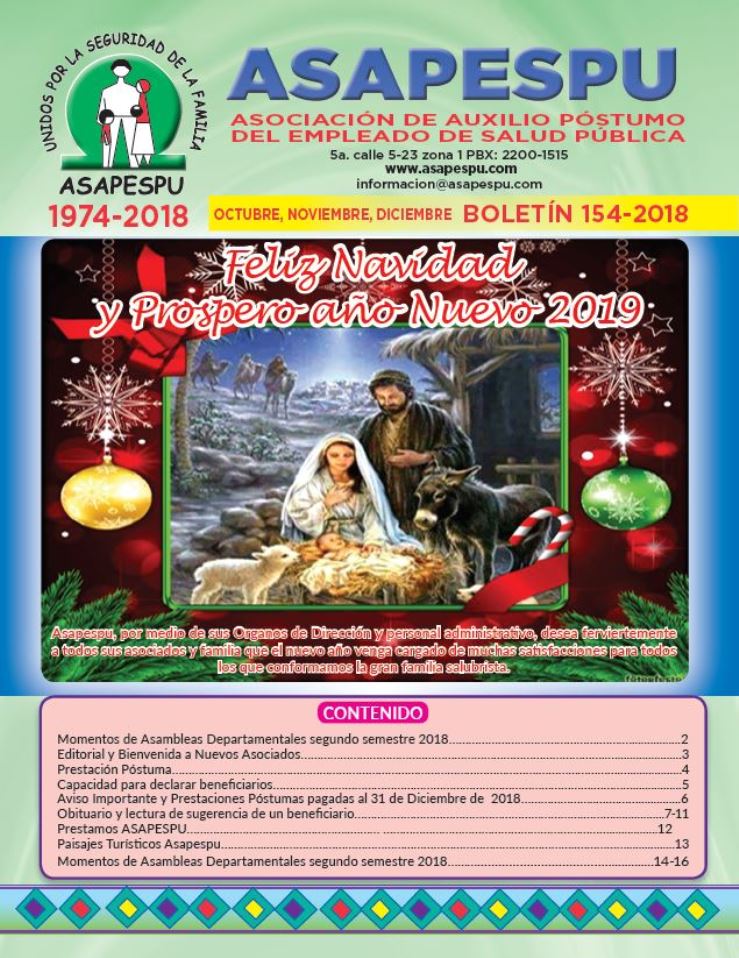 UNIDOS POR LA SEGURIDAD DE LA FAMILIA
ASAPESPU
1974-2018
ASAPESPU
ASOCIACIÓN DE AUXILIO PÓSTUMO
DEL EMPLEADO DE SALUD PÚBLICA
5a. calle 5-23 zona 1 PBX: 2200-1515
www.asapespu.com
informacion@asapespu.com
OCTUBRE, NOVIEMBRE, DICIEMBRE BOLETÍN 154-2018
Feliz Navidad
y Prospero año Nuevo 2019
Asapespu, por medio de sus Organos de Dirección y personal administrativo, desea fervientemente
a todos sus asociados y familia que el nuevo año venga cargado de muchas satisfacciones para todos
los que conformamos la gran familia salubrista.
CONTENIDO
Momentos de Asambleas Departamentales segundo semestre 2018.....2
Editorial y Bienvenida a Nuevos Asociados.....3
Prestación Póstuma.....4
Capacidad para declarar beneficiarios.....5
Aviso Importante y Prestaciones Póstumas pagadas al 31 de Diciembre de 2018.....6
Obituario y lectura de sugerencia de un beneficiario.....7-11
Prestamos ASAPESPU.....12
Paisajes Turísticos Asapespu.....13
Momentos de Asambleas Departamentales segundo semestre 2018.....14-16